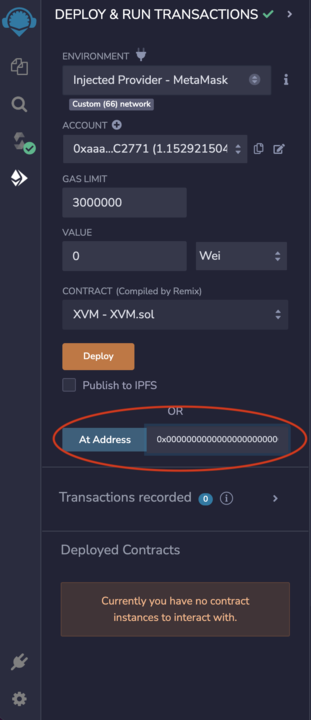 DEPLOY & RUN TRANSACTIONS
ENVIRONMENT
Injected Provider - MetaMask
Custom (66) network
ACCOUNT
0xaaa...C2771 (1.152921504
GAS LIMIT
3000000
VALUE
0 Wei
CONTRACT (Compiled by Remix)
XVM - XVM.sol
Deploy
Publish to IPFS
OR
At Address 0x0000000000000000000000
Transactions recorded 0 i
Deployed Contracts
Currently you have no contract
instances to interact with.